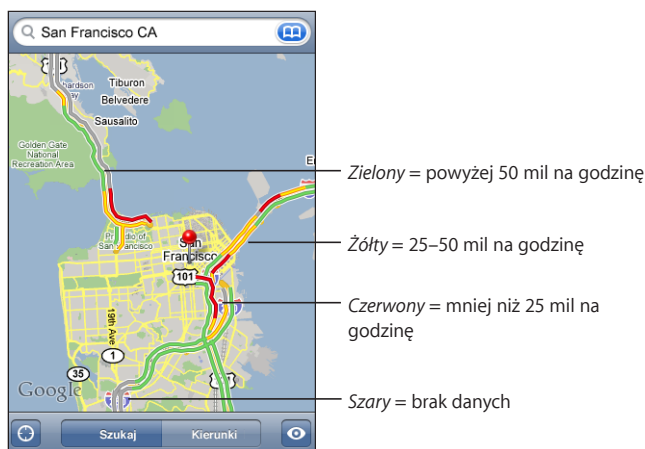 San Francisco CA
Tiburon
Belvedere
Sausalito
Golden Gate
National
Recreation Area
Zielony = powyżej 50 mil na godzinę
Żółty = 25–50 mil na godzinę
San
Francisco
101
Czerwony = mniej niż 25 mil na
godzinę
19th Ave
1
35
Google
Szary = brak danych
Szukaj
Kierunki